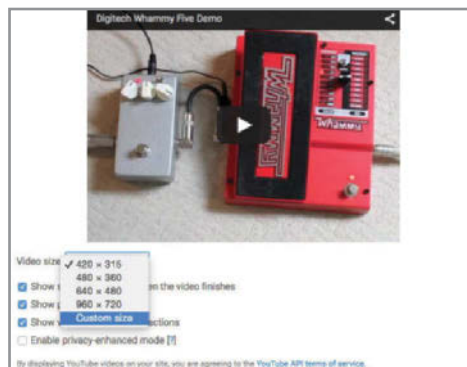 Digitech Whammy Five Demo
WHAMMY
WHAMMY
Video size
✓ 420 × 315
480 × 360
640 × 480
960 × 720
Custom size
Show s en the video finishes
Show p
Show v ctions
Enable privacy-enhanced mode [?]
By displaying YouTube videos on your site, you are agreeing to the YouTube API terms of service.